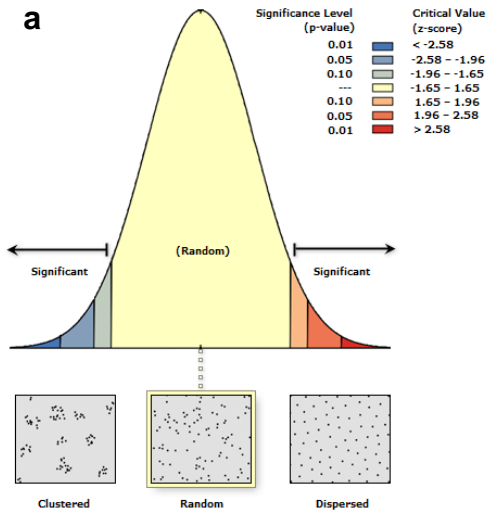 a
Significance Level Critical Value
(p-value) (z-score)
0.01 < -2.58
0.05 -2.58 – -1.96
0.10 -1.96 – -1.65
--- -1.65 – 1.65
0.10 1.65 – 1.96
0.05 1.96 – 2.58
0.01 > 2.58
(Random)
Significant Significant
Clustered Random Dispersed